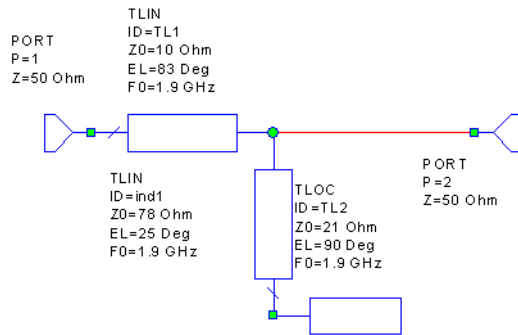 TLIN
ID=TL1
Z0=10 Ohm
EL=83 Deg
F0=1.9 GHz
PORT
P=1
Z=50 Ohm
TLIN
ID=ind1
Z0=78 Ohm
EL=25 Deg
F0=1.9 GHz
TLOC
ID=TL2
Z0=21 Ohm
EL=90 Deg
F0=1.9 GHz
PORT
P=2
Z=50 Ohm